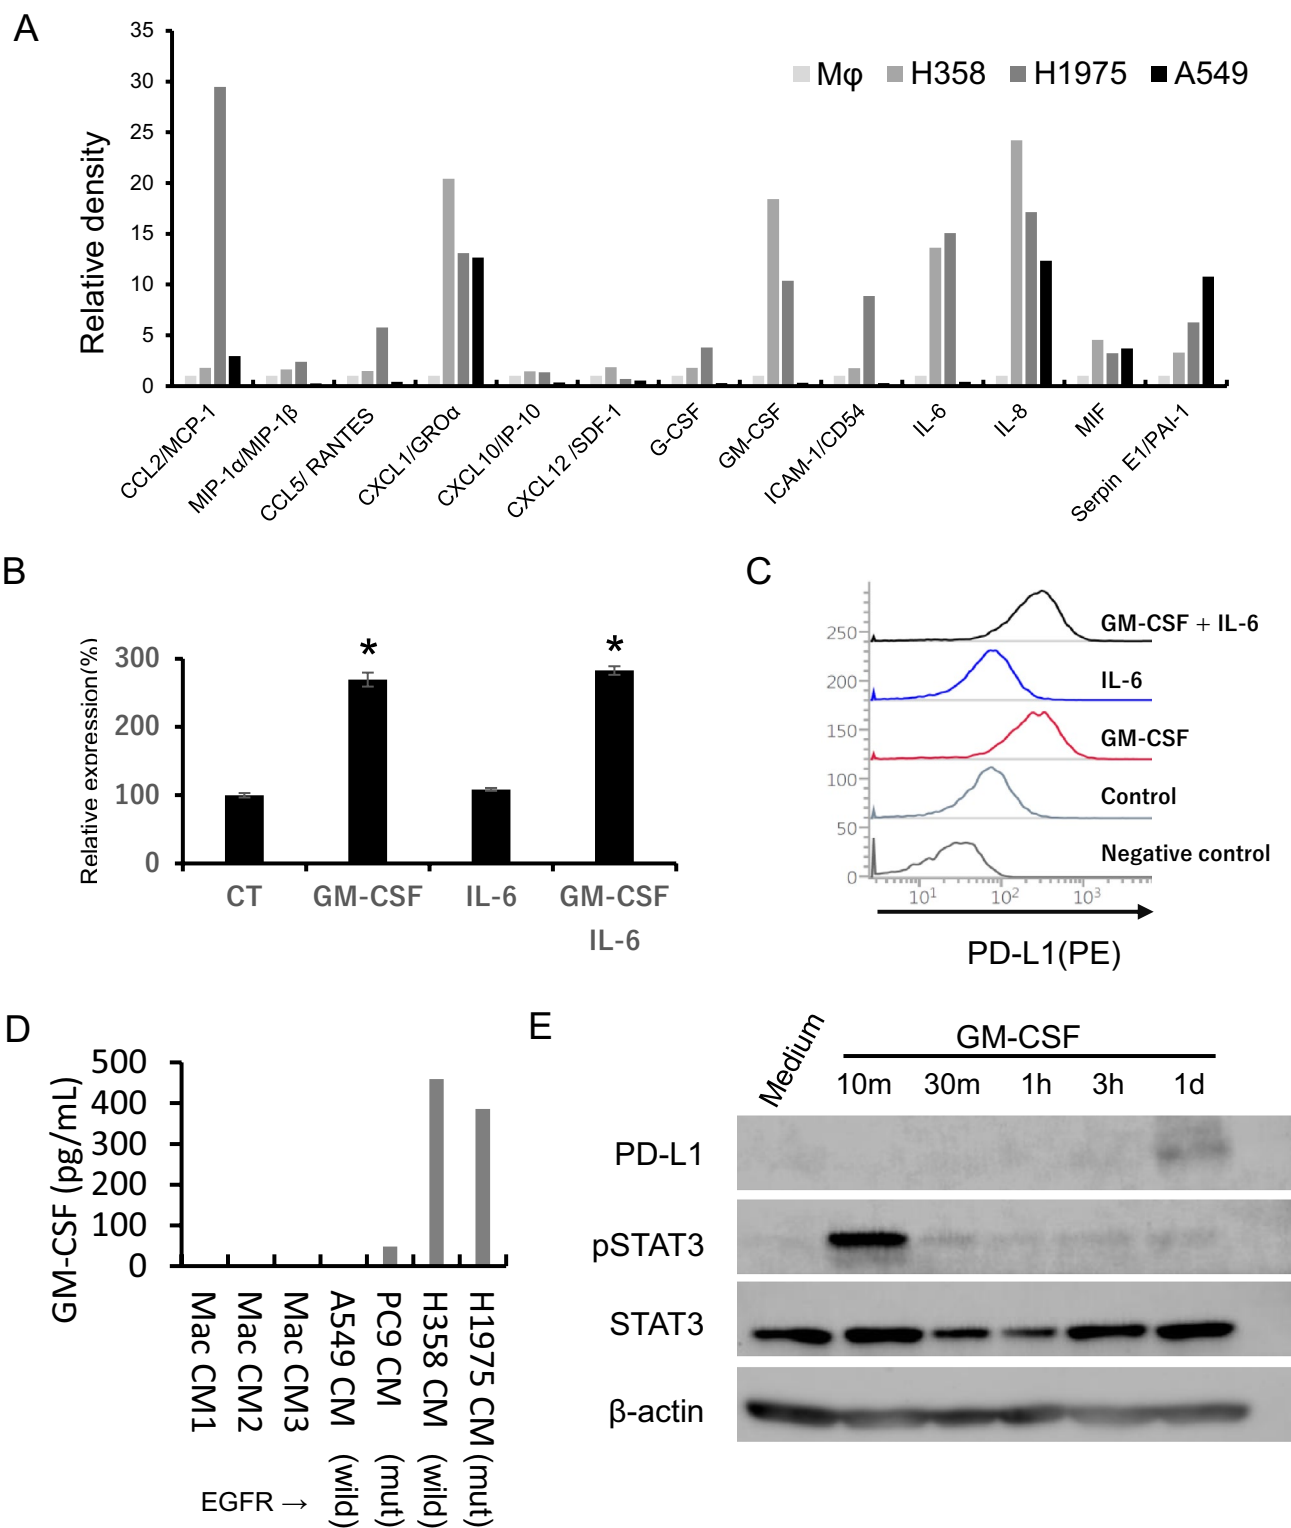 A
35
30
25
20
15
10
5
0
Relative density
Mφ H358 H1975 A549
CCL2/MCP-1
MIP-1α/MIP-1β
CCL5/ RANTES
CXCL1/GROα
CXCL10/IP-10
CXCL12 /SDF-1
G-CSF
GM-CSF
ICAM-1/CD54
IL-6
IL-8
MIF
Serpin E1/PAI-1
B
Relative expression(%)
300
200
100
0
* *
CT GM-CSF IL-6 GM-CSF
IL-6
C
250
200
150
100
50
0
GM-CSF + IL-6
IL-6
GM-CSF
Control
Negative control
10¹ 10² 10³
PD-L1(PE)
D
GM-CSF (pg/mL)
500
400
300
200
100
0
Mac CM1
Mac CM2
Mac CM3
A549 CM (wild)
PC9 CM (mut)
H358 CM (wild)
H1975 CM (mut)
EGFR →
E
Medium
GM-CSF
10m 30m 1h 3h 1d
PD-L1
pSTAT3
STAT3
β-actin